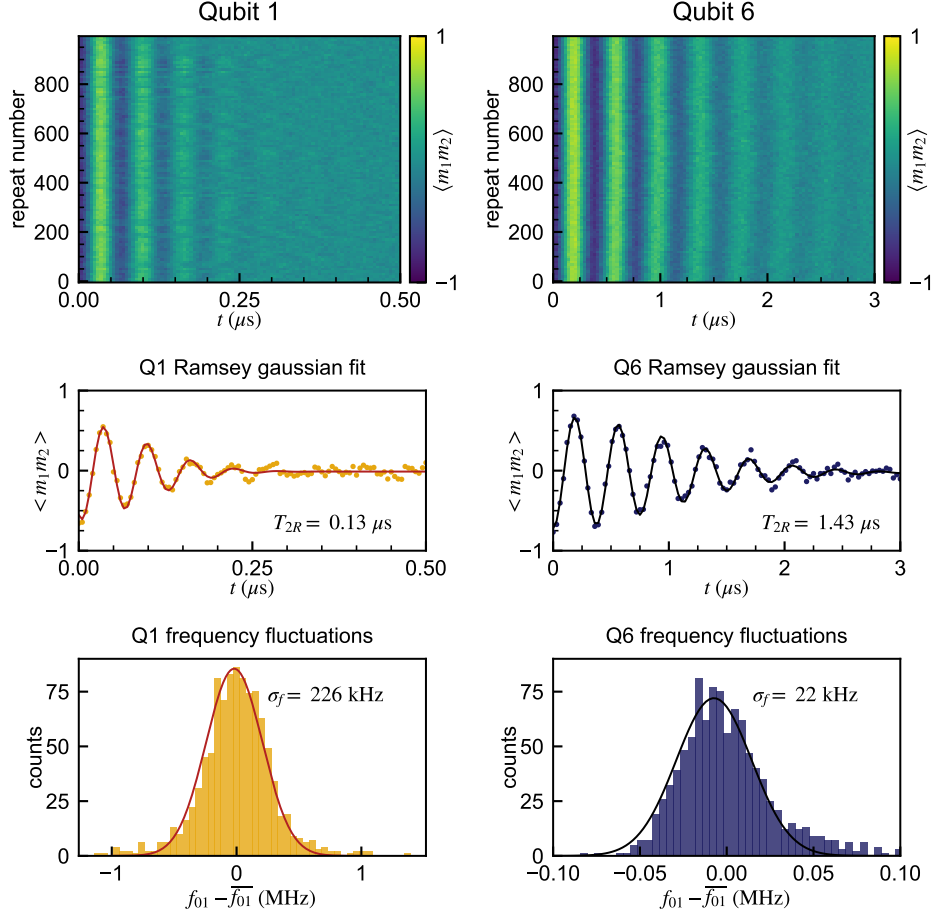 Qubit 1
Qubit 6
repeat number
800
600
400
200
0
0.00
0.25
0.50
t (μs)
1
−1
⟨m₁m₂⟩
repeat number
800
600
400
200
0
0
1
2
3
t (μs)
1
−1
⟨m₁m₂⟩
Q1 Ramsey gaussian fit
<m₁m₂>
1
0
−1
T₂R = 0.13 μs
0.00
0.25
0.50
t (μs)
Q6 Ramsey gaussian fit
<m₁m₂>
1
0
−1
T₂R = 1.43 μs
0
1
2
3
t (μs)
Q1 frequency fluctuations
counts
75
50
25
0
σf = 226 kHz
−1
0
1
f₀₁ − f₀₁ (MHz)
Q6 frequency fluctuations
counts
75
50
25
0
σf = 22 kHz
−0.10
−0.05
0.00
0.05
0.10
f₀₁ − f₀₁ (MHz)